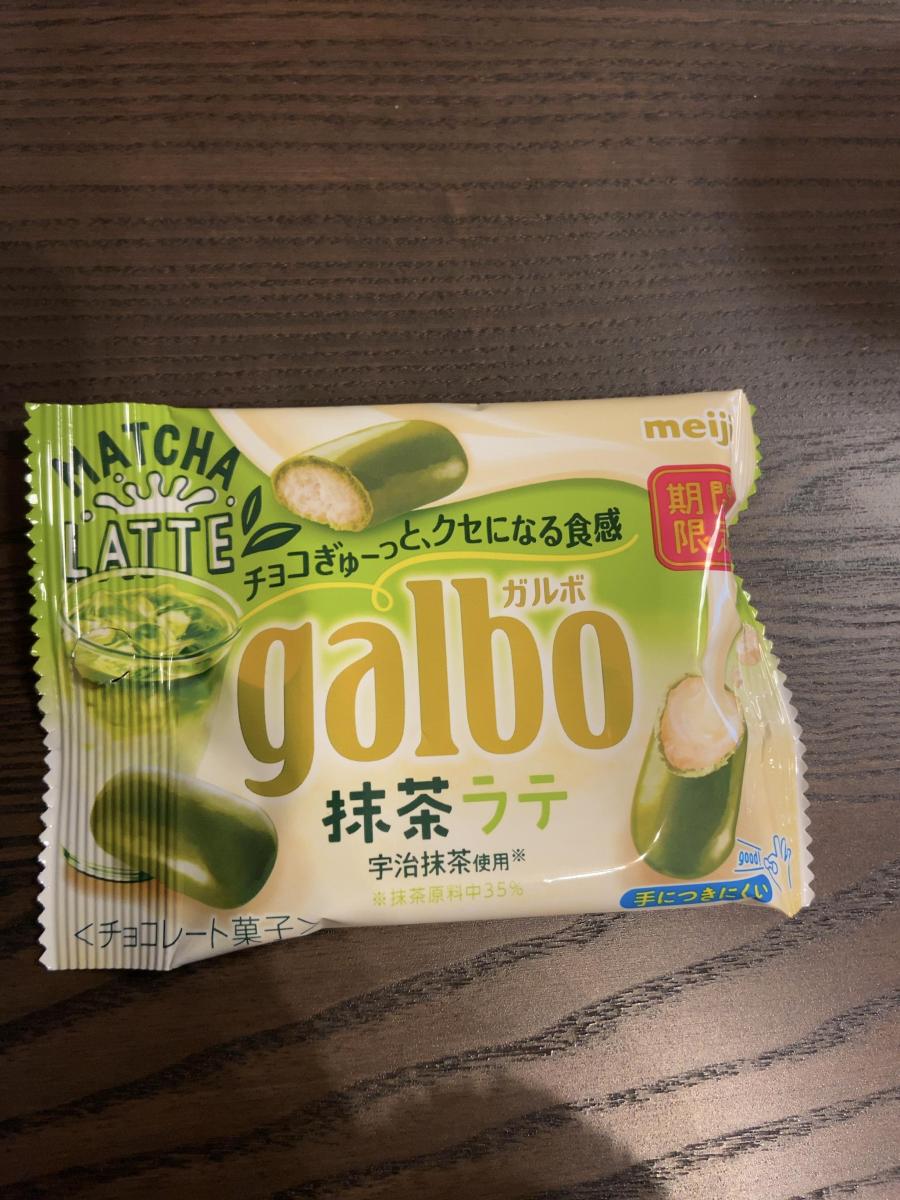 MATCHA
LATTE
meiji
期間
限定
チョコぎゅーっと、クセになる食感
ガルボ
galbo
抹茶ラテ
宇治抹茶使用※
※抹茶原料中35%
good!
手につきにくい
<チョコレート菓子>